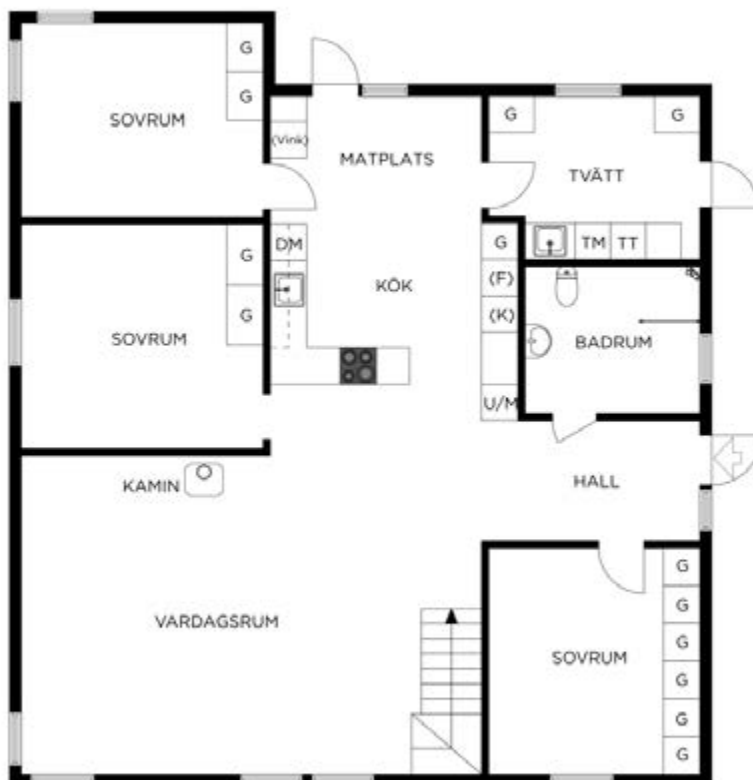 G
G
SOVRUM
(Vink)
MATPLATS
G
G
TVÄTT
G
DM
G
TM
TT
KÖK
(F)
G
(K)
SOVRUM
BADRUM
U/M
KAMIN
HALL
G
G
VARDAGSRUM
G
SOVRUM
G
G
G